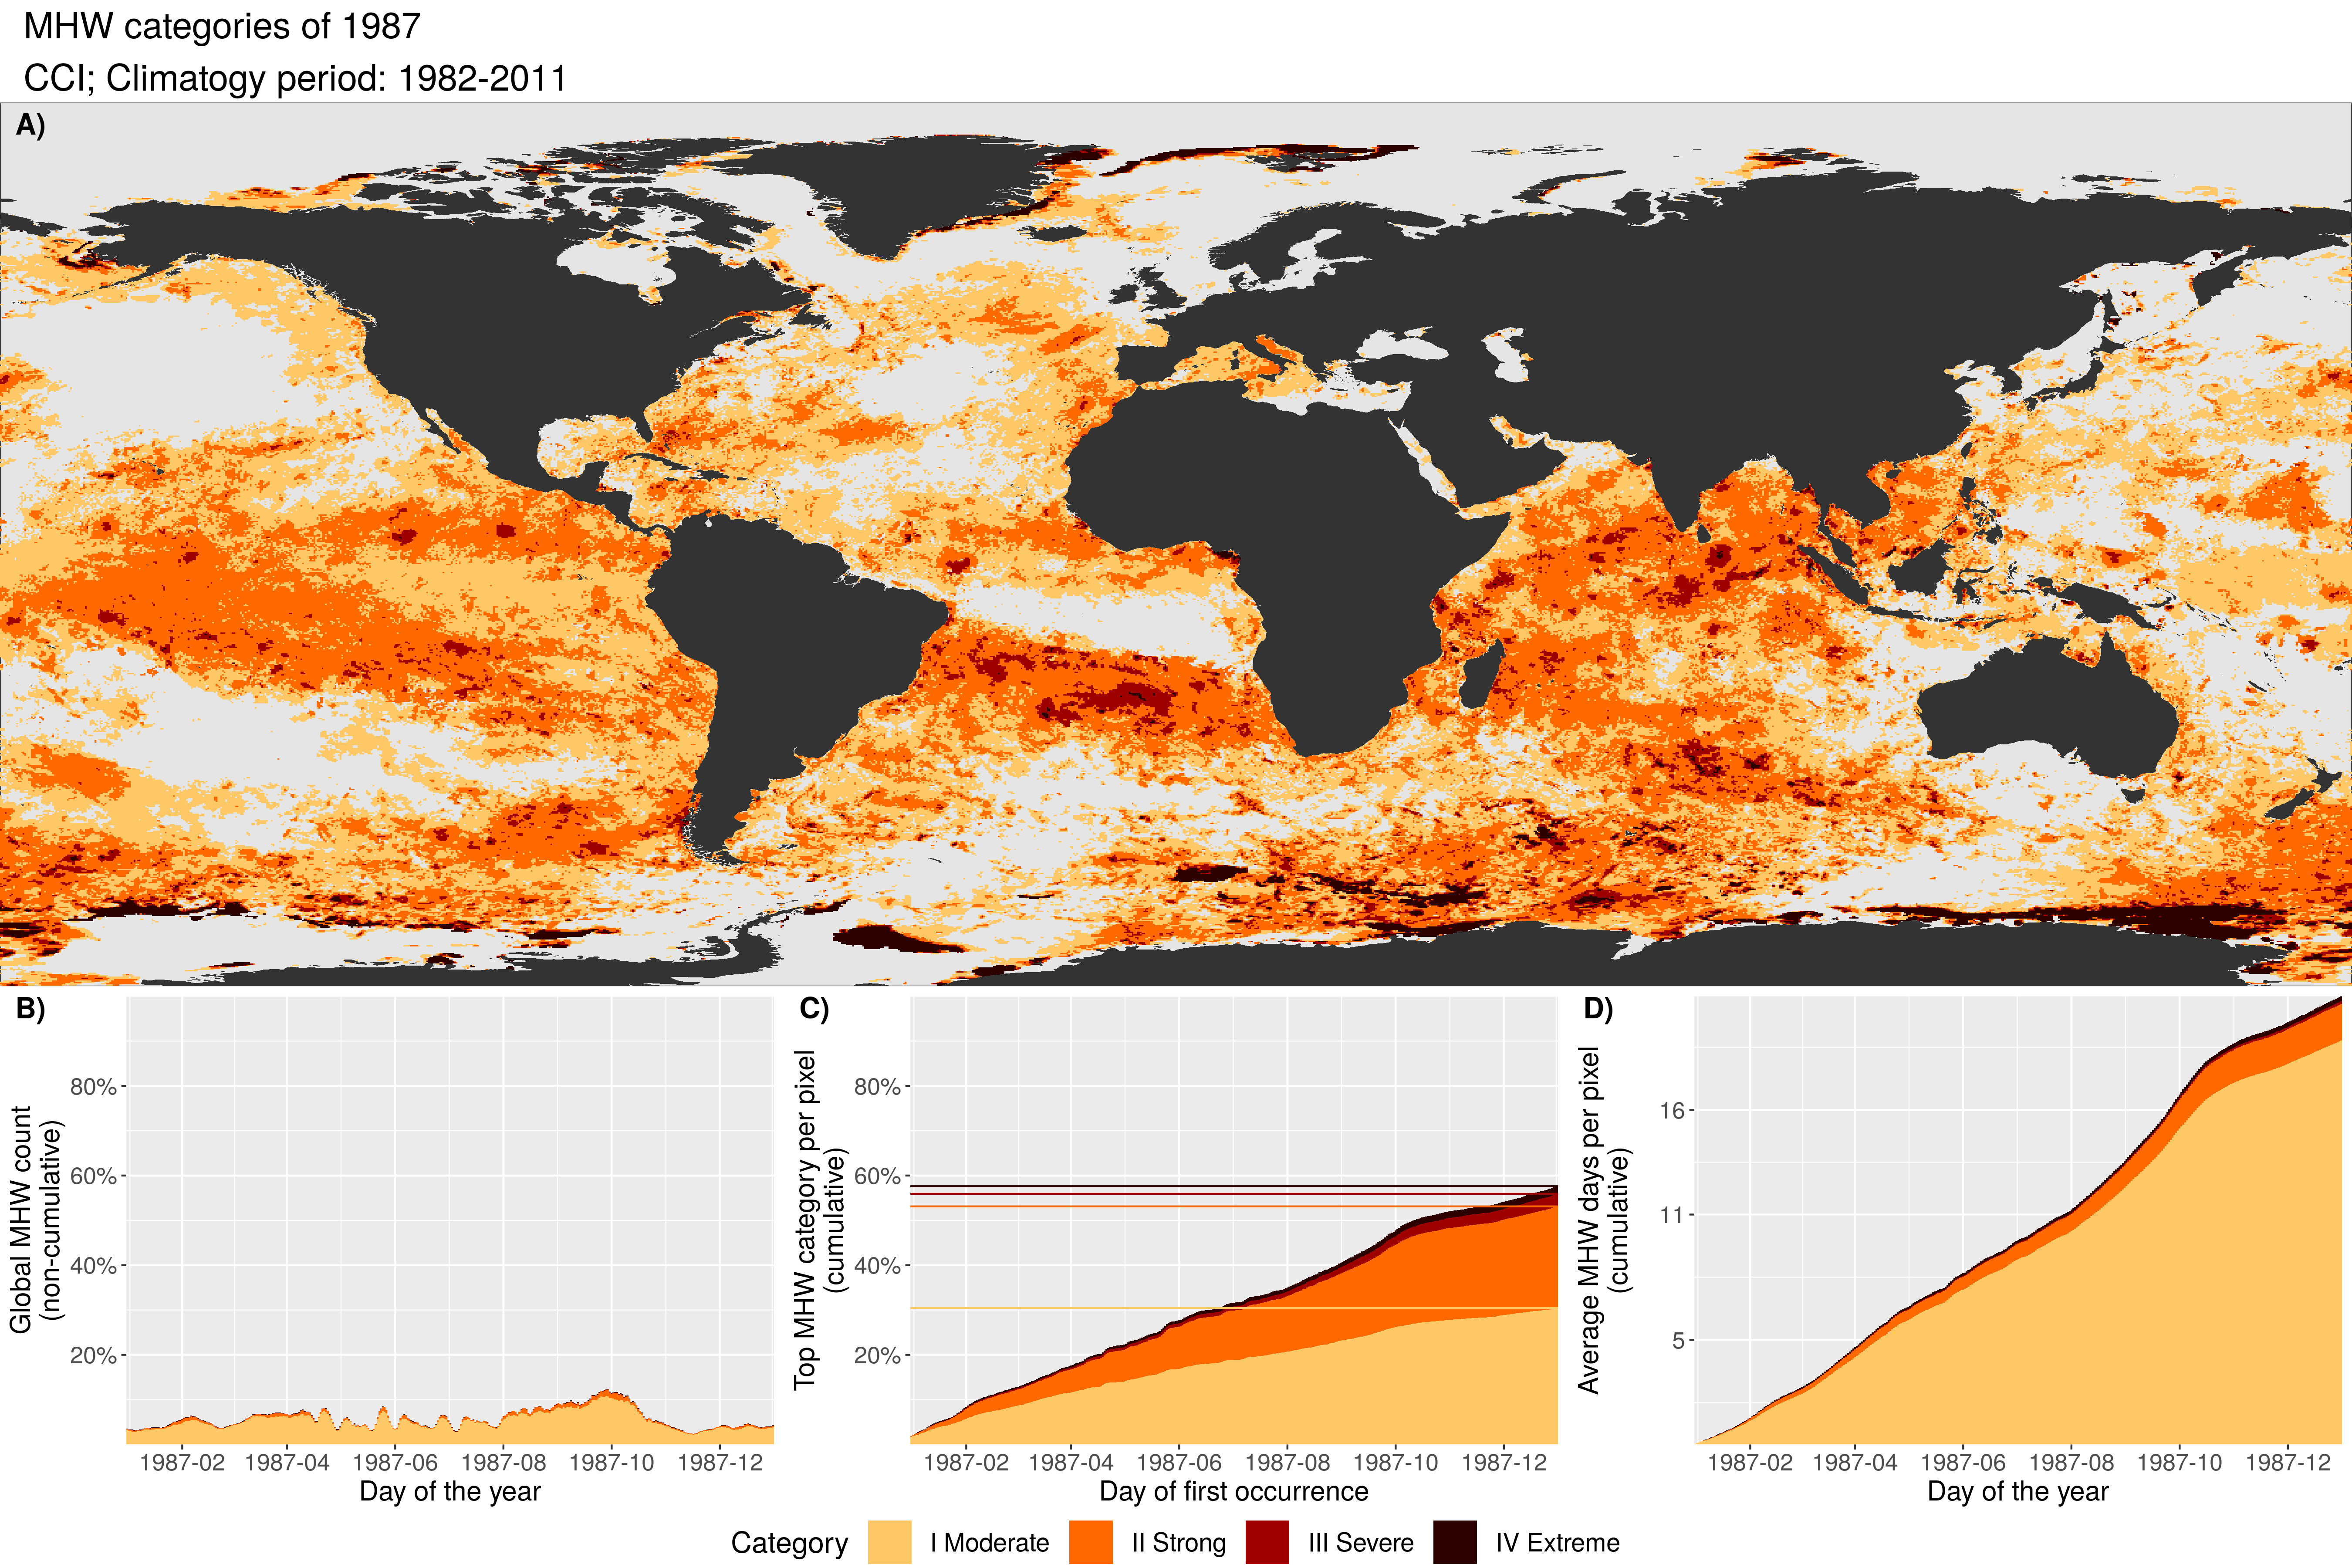 MHW categories of 1987
CCI; Climatogy period: 1982-2011
A)
B)
Global MHW count
(non-cumulative)
80%
60%
40%
20%
1987-02 1987-04 1987-06 1987-08 1987-10 1987-12
Day of the year
C)
Top MHW category per pixel
(cumulative)
80%
60%
40%
20%
1987-02 1987-04 1987-06 1987-08 1987-10 1987-12
Day of first occurrence
D)
Average MHW days per pixel
(cumulative)
16
11
5
1987-02 1987-04 1987-06 1987-08 1987-10 1987-12
Day of the year
Category I Moderate II Strong III Severe IV Extreme